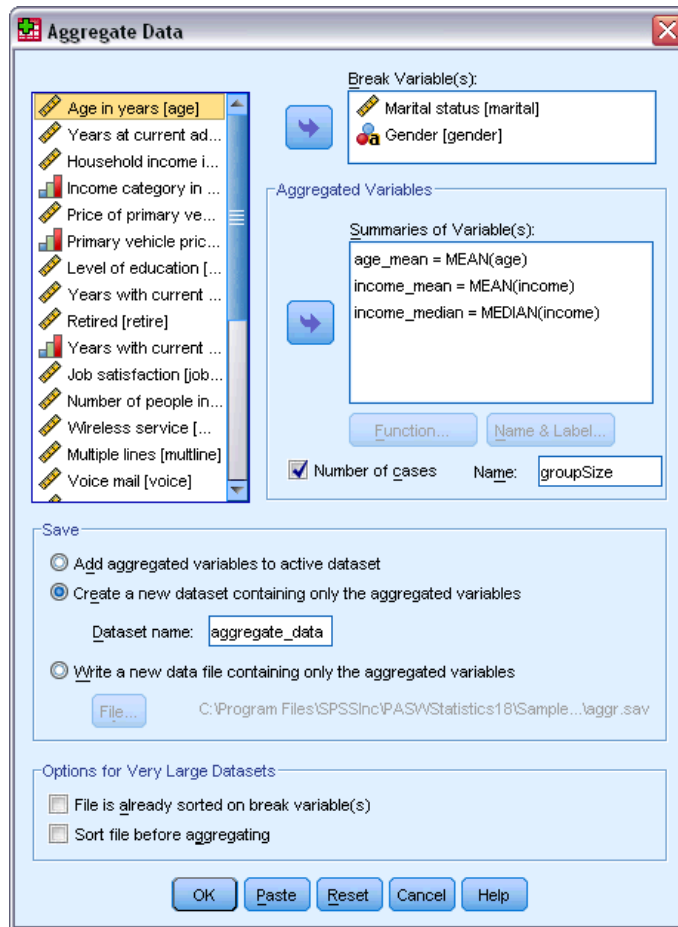 Aggregate Data
Age in years [age]
Years at current ad...
Household income i...
Income category in ...
Price of primary ve...
Primary vehicle pric...
Level of education [...
Years with current ...
Retired [retire]
Years with current ...
Job satisfaction [job...
Number of people in...
Wireless service [...
Multiple lines [multline]
Voice mail [voice]
Break Variable(s):
Marital status [marital]
a Gender [gender]
Aggregated Variables
Summaries of Variable(s):
age_mean = MEAN(age)
income_mean = MEAN(income)
income_median = MEDIAN(income)
Function... Name & Label...
Number of cases Name: groupSize
Save
Add aggregated variables to active dataset
Create a new dataset containing only the aggregated variables
Dataset name: aggregate_data
Write a new data file containing only the aggregated variables
File... C:\Program Files\SPSSInc\PASWStatistics18\Sample...\aggr.sav
Options for Very Large Datasets
File is already sorted on break variable(s)
Sort file before aggregating
OK Paste Reset Cancel Help